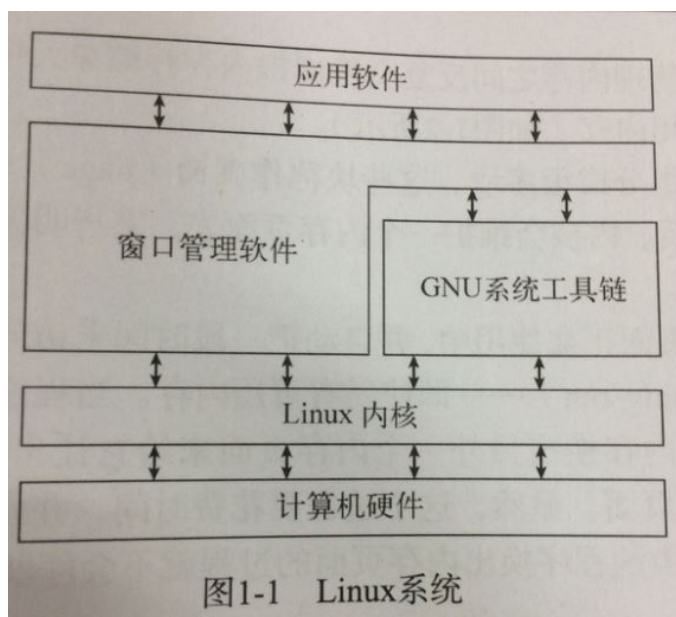 应用软件
窗口管理软件
GNU系统工具链
Linux 内核
计算机硬件
图1-1 Linux系统